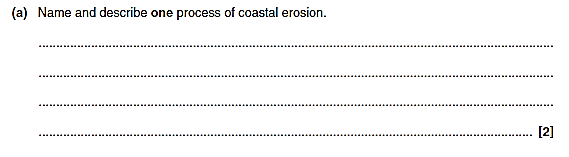 (a) Name and describe one process of coastal erosion.
..........
..........
..........
.......... [2]